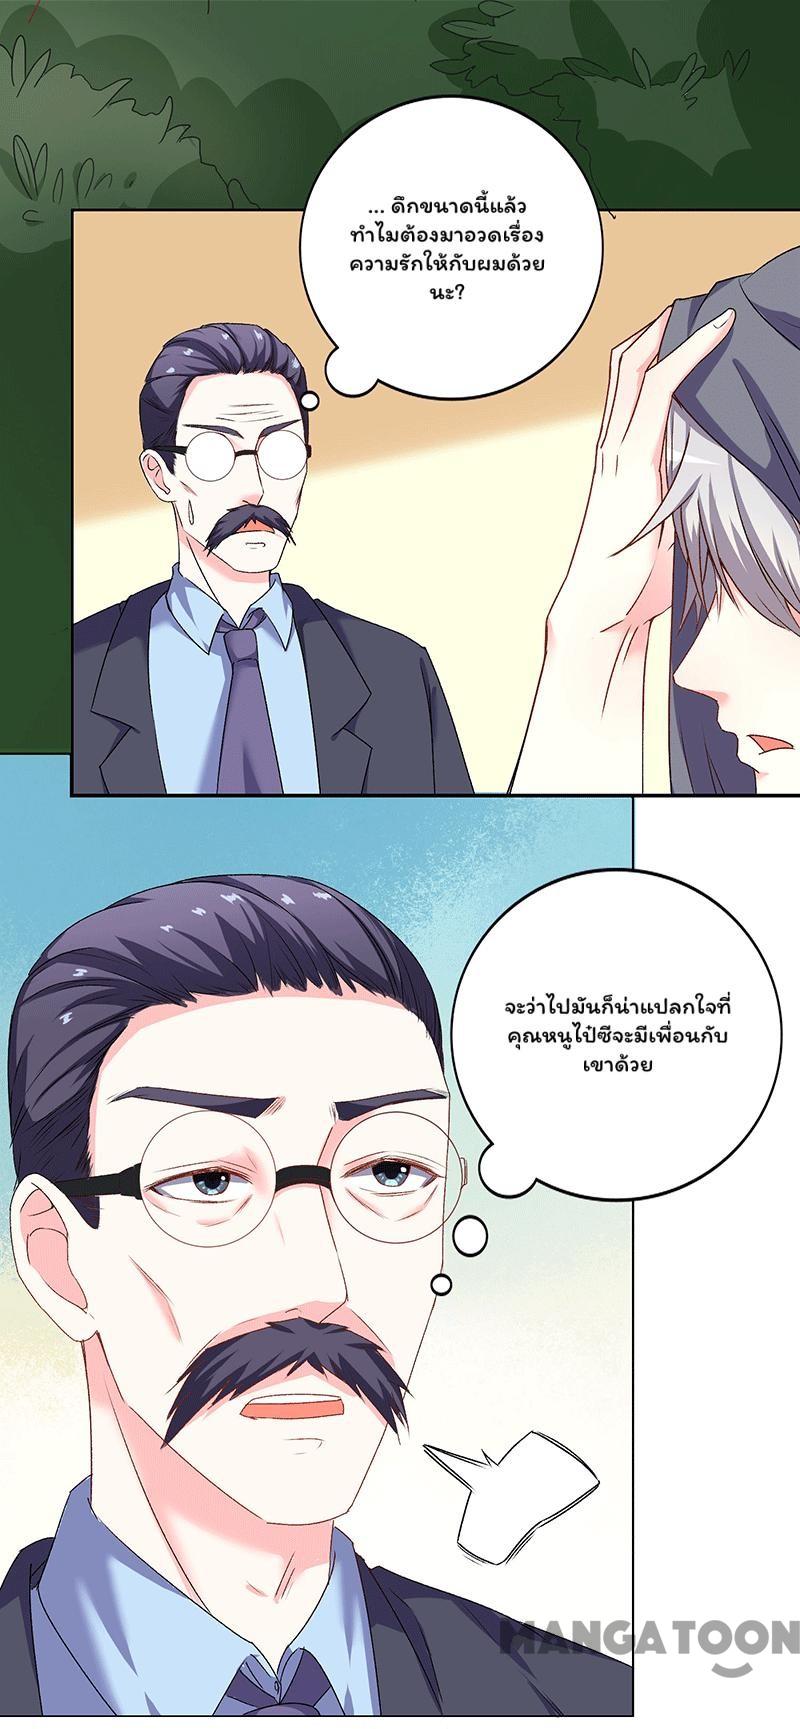 ... ดึกขนาดนี้แล้ว
ทำไมต้องมาอวดเรื่อง
ความรักให้กับผมด้วย
นะ?
จะว่าไปมันก็น่าแปลกใจที่
คุณหนูไป๋ซีจะมีเพื่อนกับ
เขาด้วย
MANGATOON